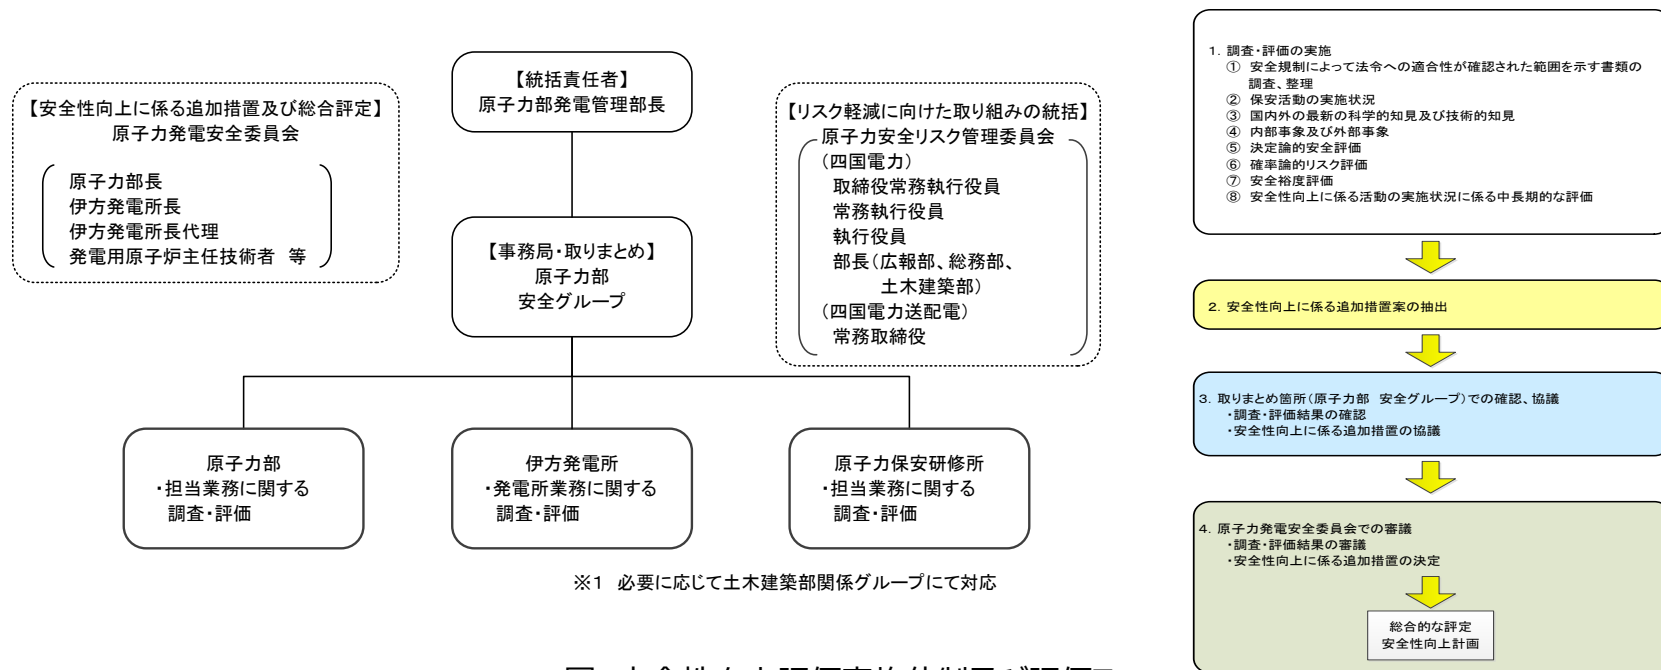 【安全性向上に係る追加措置及び総合評定】
原子力発電安全委員会
原子力部長
伊方発電所長
伊方発電所長代理
発電用原子炉主任技術者 等
【統括責任者】
原子力部発電管理部長
【事務局・取りまとめ】
原子力部
安全グループ
【リスク軽減に向けた取り組みの統括】
原子力安全リスク管理委員会
(四国電力)
取締役常務執行役員
常務執行役員
執行役員
部長(広報部、総務部、
土木建築部)
(四国電力送配電)
常務取締役
原子力部
・担当業務に関する
調査・評価
伊方発電所
・発電所業務に関する
調査・評価
原子力保安研修所
・担当業務に関する
調査・評価
※1 必要に応じて土木建築部関係グループにて対応
1. 調査・評価の実施
① 安全規制によって法令への適合性が確認された範囲を示す書類の
調査、整理
② 保安活動の実施状況
③ 国内外の最新の科学的知見及び技術的知見
④ 内部事象及び外部事象
⑤ 決定論的安全評価
⑥ 確率論的リスク評価
⑦ 安全裕度評価
⑧ 安全性向上に係る活動の実施状況に係る中長期的な評価
2. 安全性向上に係る追加措置案の抽出
3. 取りまとめ箇所(原子力部 安全グループ)での確認、協議
・調査・評価結果の確認
・安全性向上に係る追加措置の協議
4. 原子力発電安全委員会での審議
・調査・評価結果の審議
・安全性向上に係る追加措置の決定
総合的な評定
安全性向上計画